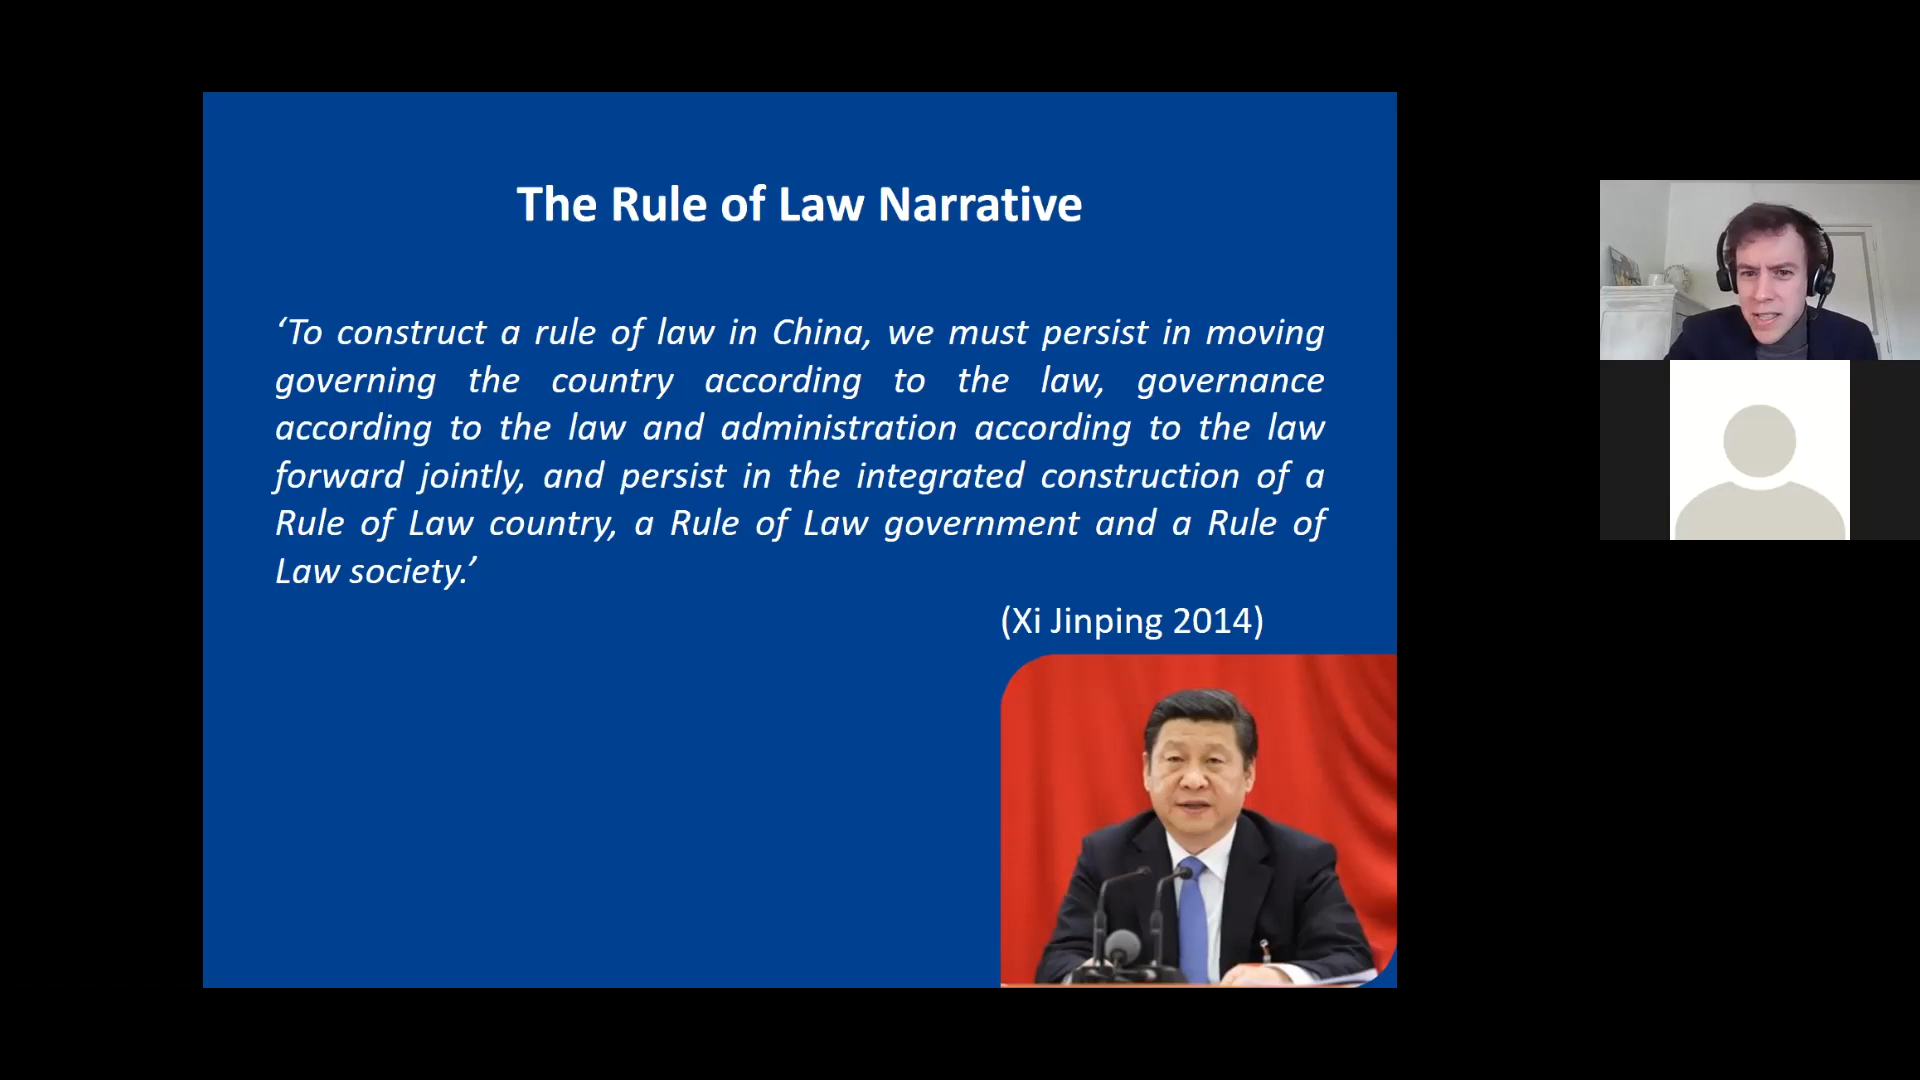 The Rule of Law Narrative
‘To construct a rule of law in China, we must persist in moving
governing the country according to the law, governance
according to the law and administration according to the law
forward jointly, and persist in the integrated construction of a
Rule of Law country, a Rule of Law government and a Rule of
Law society.’
(Xi Jinping 2014)